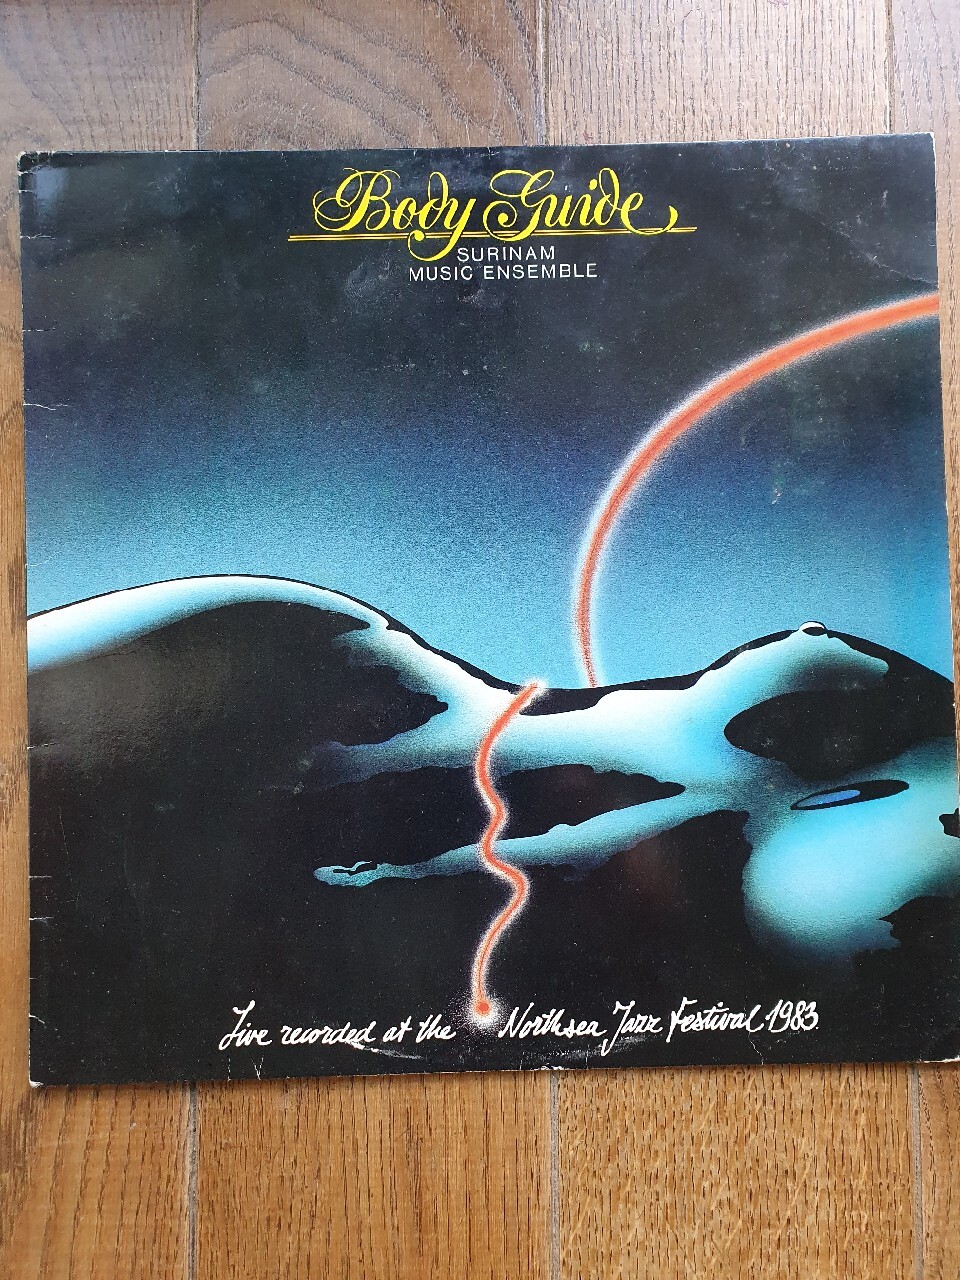 Body Guide
SURINAM
MUSIC ENSEMBLE
Live recorded at the Northsea Jazz Festival 1983